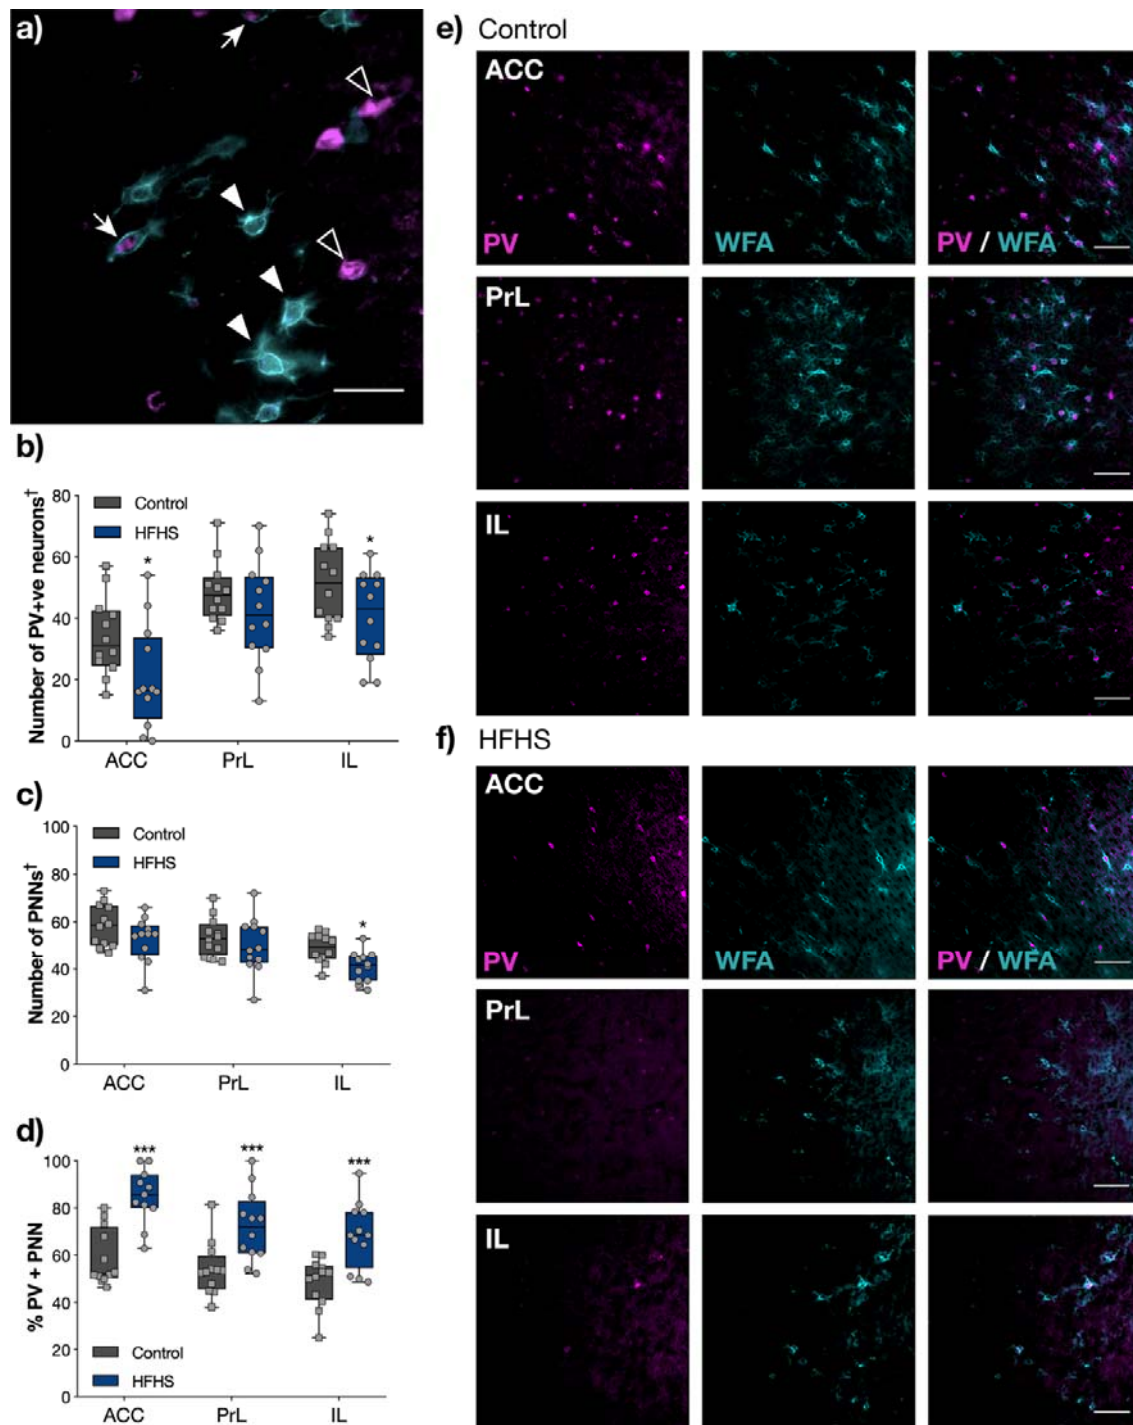 a)
b)
Number of PV+ve neurons†
80
60
40
20
0
Control
HFHS
*
*
ACC
PrL
IL
c)
Number of PNNs†
100
80
60
40
20
0
Control
HFHS
*
ACC
PrL
IL
d)
% PV + PNN
100
80
60
40
20
0
***
***
***
Control
HFHS
ACC
PrL
IL
e) Control
ACC
PV
WFA
PV / WFA
PrL
IL
f) HFHS
ACC
PV
WFA
PV / WFA
PrL
IL